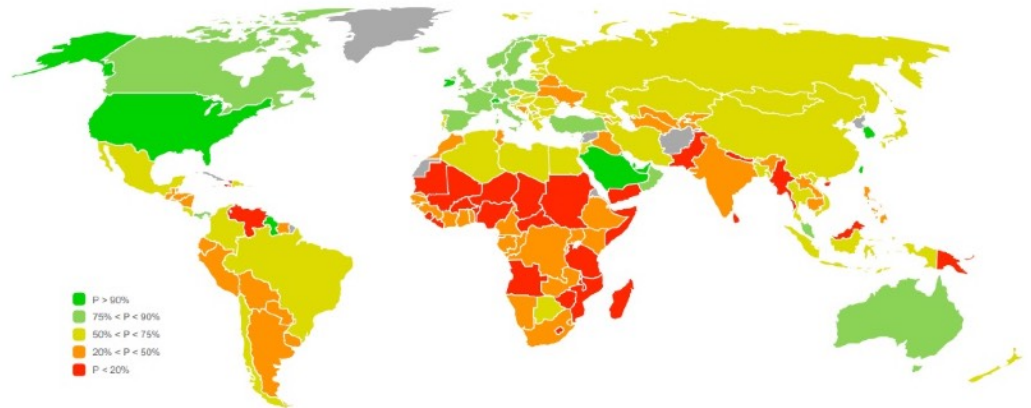 P > 90%
75% < P < 90%
50% < P < 75%
20% < P < 50%
P < 20%